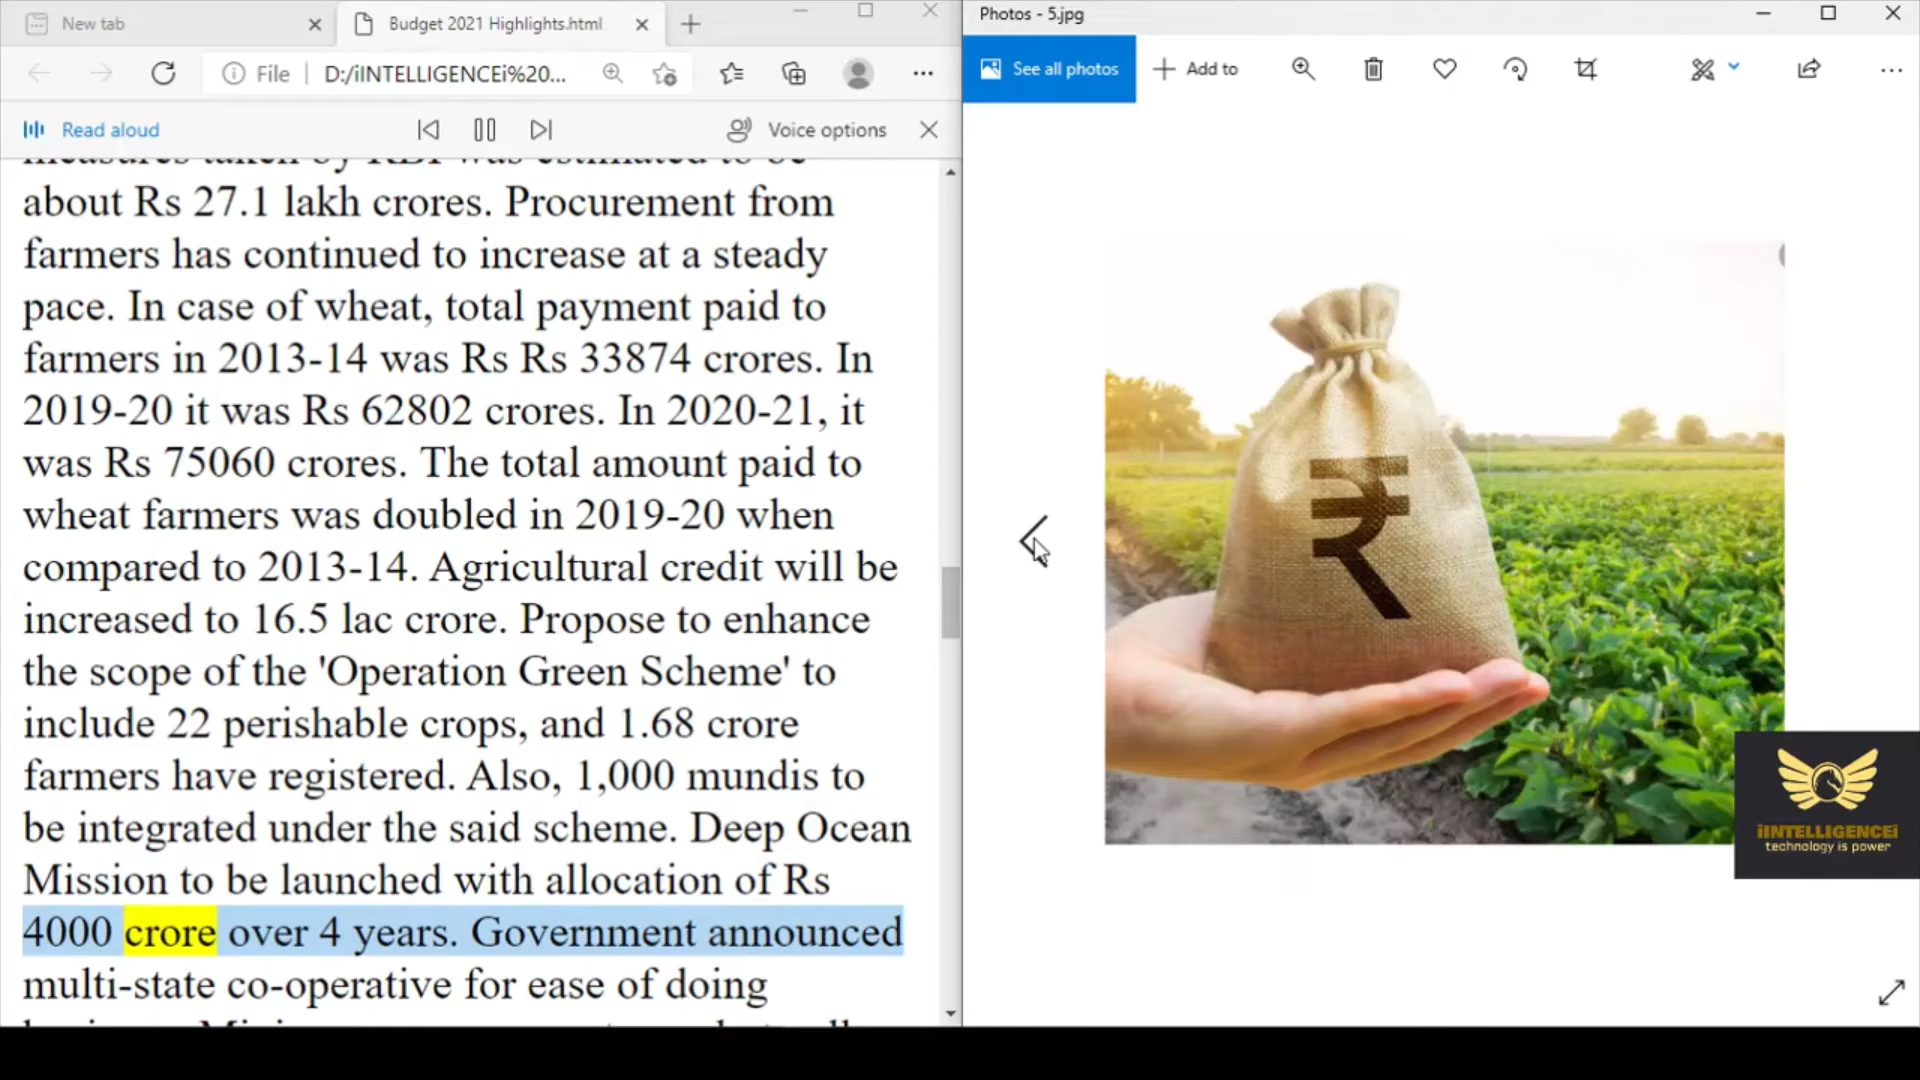 New tab
Budget 2021 Highlights.html
File
D:/iINTELLIGENCEi%20...
Read aloud
Voice options
measures taken by RBI was estimated to be
about Rs 27.1 lakh crores. Procurement from
farmers has continued to increase at a steady
pace. In case of wheat, total payment paid to
farmers in 2013-14 was Rs Rs 33874 crores. In
2019-20 it was Rs 62802 crores. In 2020-21, it
was Rs 75060 crores. The total amount paid to
wheat farmers was doubled in 2019-20 when
compared to 2013-14. Agricultural credit will be
increased to 16.5 lac crore. Propose to enhance
the scope of the 'Operation Green Scheme' to
include 22 perishable crops, and 1.68 crore
farmers have registered. Also, 1,000 mundis to
be integrated under the said scheme. Deep Ocean
Mission to be launched with allocation of Rs
4000 crore over 4 years. Government announced
multi-state co-operative for ease of doing
Photos - 5.jpg
See all photos
Add to
₹
iINTELLIGENCEi
technology is power